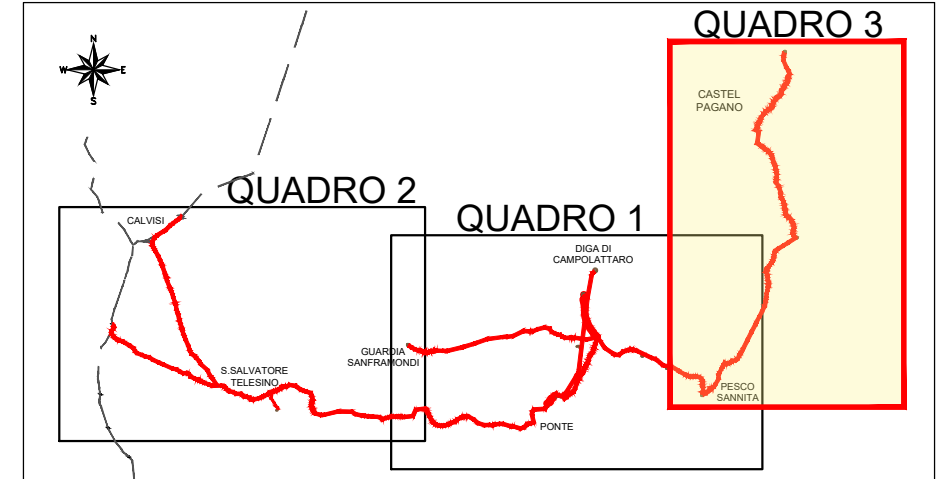 QUADRO 3
N
W
E
S
CASTEL
PAGANO
QUADRO 2
QUADRO 1
CALVISI
DIGA DI
CAMPOLATTARO
GUARDIA
SANFRAMONDI
S.SALVATORE
TELESINO
PESCO
SANNITA
PONTE